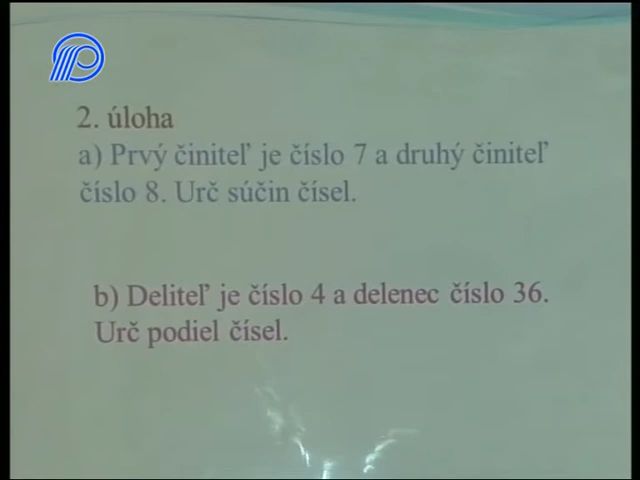 2. úloha
a) Prvý činiteľ je číslo 7 a druhý činiteľ
číslo 8. Urč súčin čísel.
b) Deliteľ je číslo 4 a delenec číslo 36.
Urč podiel čísel.